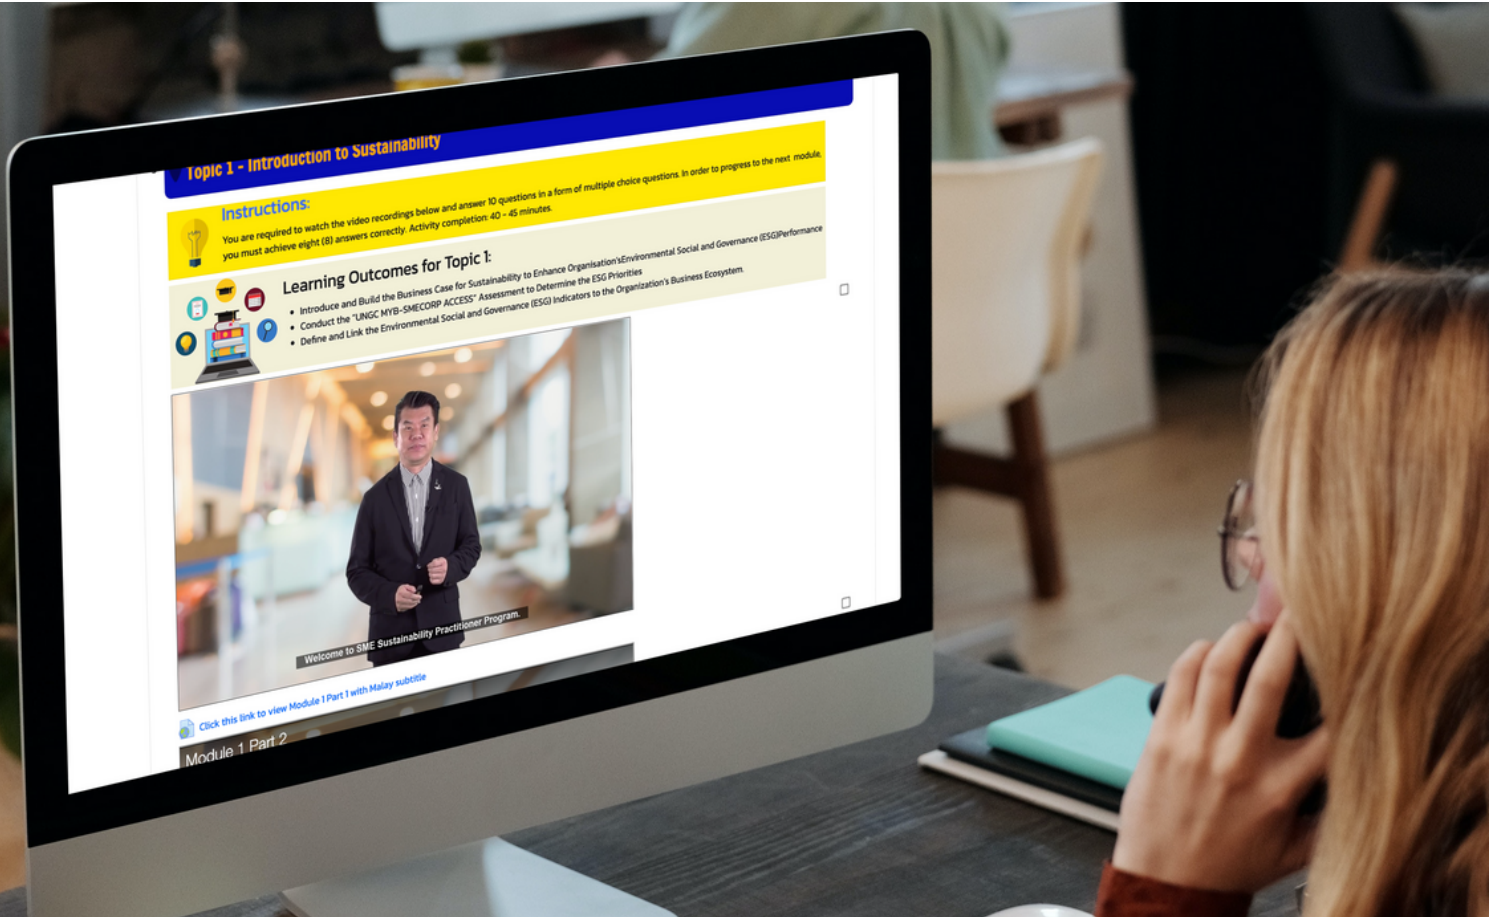 Topic 1 - Introduction to Sustainability
Instructions:
You are required to watch the video recordings below and answer 10 questions in a form of multiple choice questions. In order to progress to the next module,
you must achieve eight (8) answers correctly. Activity completion: 40 - 45 minutes.
Learning Outcomes for Topic 1:
• Introduce and Build the Business Case for Sustainability to Enhance Organisation'sEnvironmental Social and Governance (ESG)Performance
• Conduct the "UNGC MYB-SMECORP ACCESS" Assessment to Determine the ESG Priorities
• Define and Link the Environmental Social and Governance (ESG) Indicators to the Organization's Business Ecosystem.
Welcome to SME Sustainability Practitioner Program.
Click this link to view Module 1 Part 1 with Malay subtitle
Module 1 Part 2